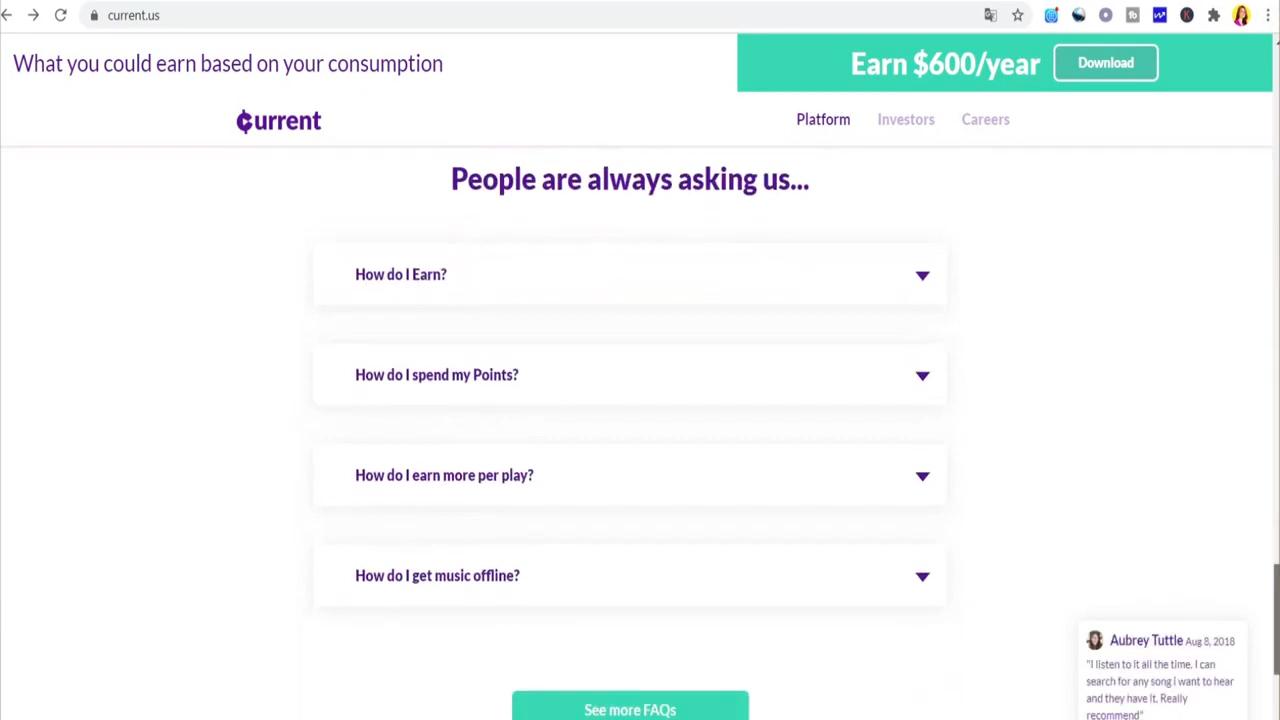 current.us
What you could earn based on your consumption
Earn $600/year
Download
Current
Platform
Investors
Careers
People are always asking us...
How do I Earn?
How do I spend my Points?
How do I earn more per play?
How do I get music offline?
See more FAQs
Aubrey Tuttle Aug 8, 2018
"I listen to it all the time. I can
search for any song I want to hear
and they have it. Really
recommend"